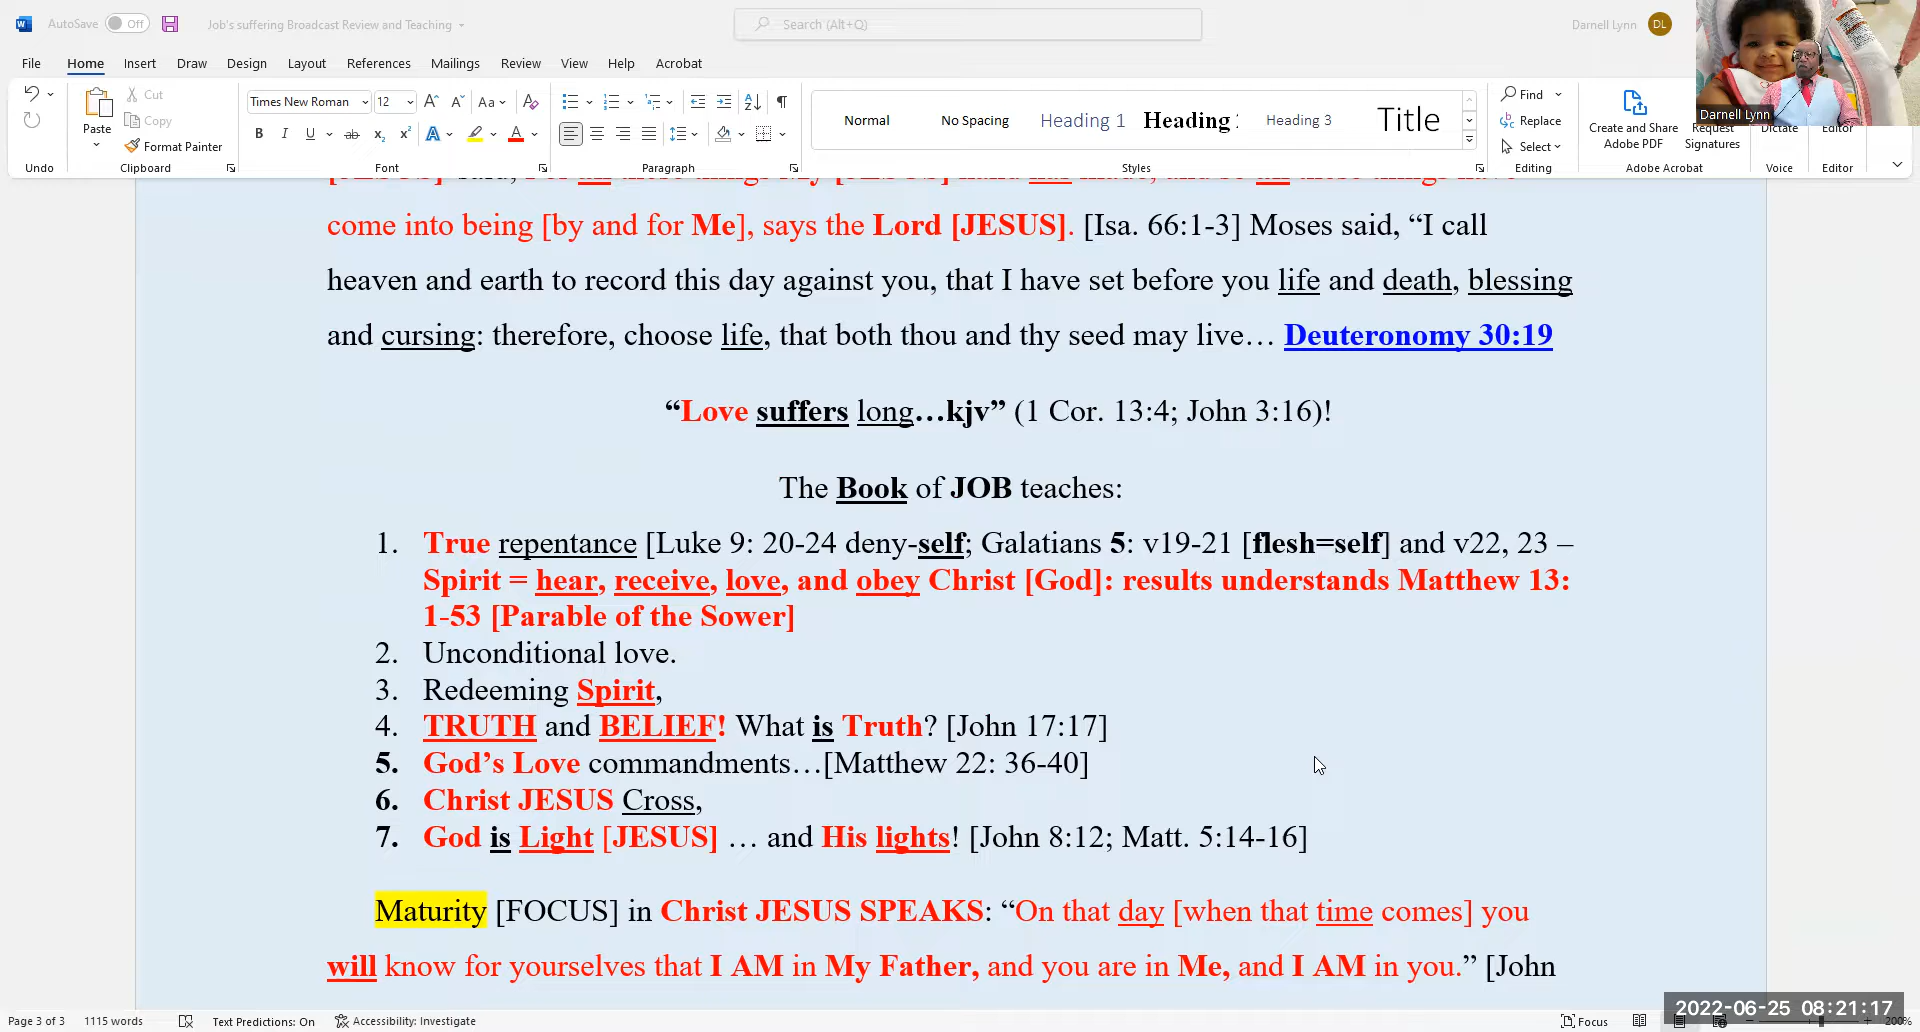 AutoSave Off Job's suffering Broadcast Review and Teaching Search (Alt+Q) Darnell Lynn DL
File Home Insert Draw Design Layout References Mailings Review View Help Acrobat
Undo
Paste Cut Copy Format Painter
Clipboard
Times New Roman 12 Aa
B I U ab x₂ x² A A
Font
Paragraph
Normal No Spacing Heading 1 Heading Heading 3 Title
Styles
Find Replace Select
Editing
Create and Share Adobe PDF Request Signatures
Adobe Acrobat
Dictate
Voice
Editor
Editor
Darnell Lynn
come into being [by and for Me], says the Lord [JESUS]. [Isa. 66:1-3] Moses said, “I call
heaven and earth to record this day against you, that I have set before you life and death, blessing
and cursing: therefore, choose life, that both thou and thy seed may live… Deuteronomy 30:19
“Love suffers long…kjv” (1 Cor. 13:4; John 3:16)!
The Book of JOB teaches:
1. True repentance [Luke 9: 20-24 deny-self; Galatians 5: v19-21 [flesh=self] and v22, 23 –
Spirit = hear, receive, love, and obey Christ [God]: results understands Matthew 13:
1-53 [Parable of the Sower]
2. Unconditional love.
3. Redeeming Spirit,
4. TRUTH and BELIEF! What is Truth? [John 17:17]
5. God’s Love commandments…[Matthew 22: 36-40]
6. Christ JESUS Cross,
7. God is Light [JESUS] … and His lights! [John 8:12; Matt. 5:14-16]
Maturity [FOCUS] in Christ JESUS SPEAKS: “On that day [when that time comes] you
will know for yourselves that I AM in My Father, and you are in Me, and I AM in you.” [John
2022-06-25 08:21:17
Page 3 of 3 1115 words Text Predictions: On Accessibility: Investigate Focus 200%